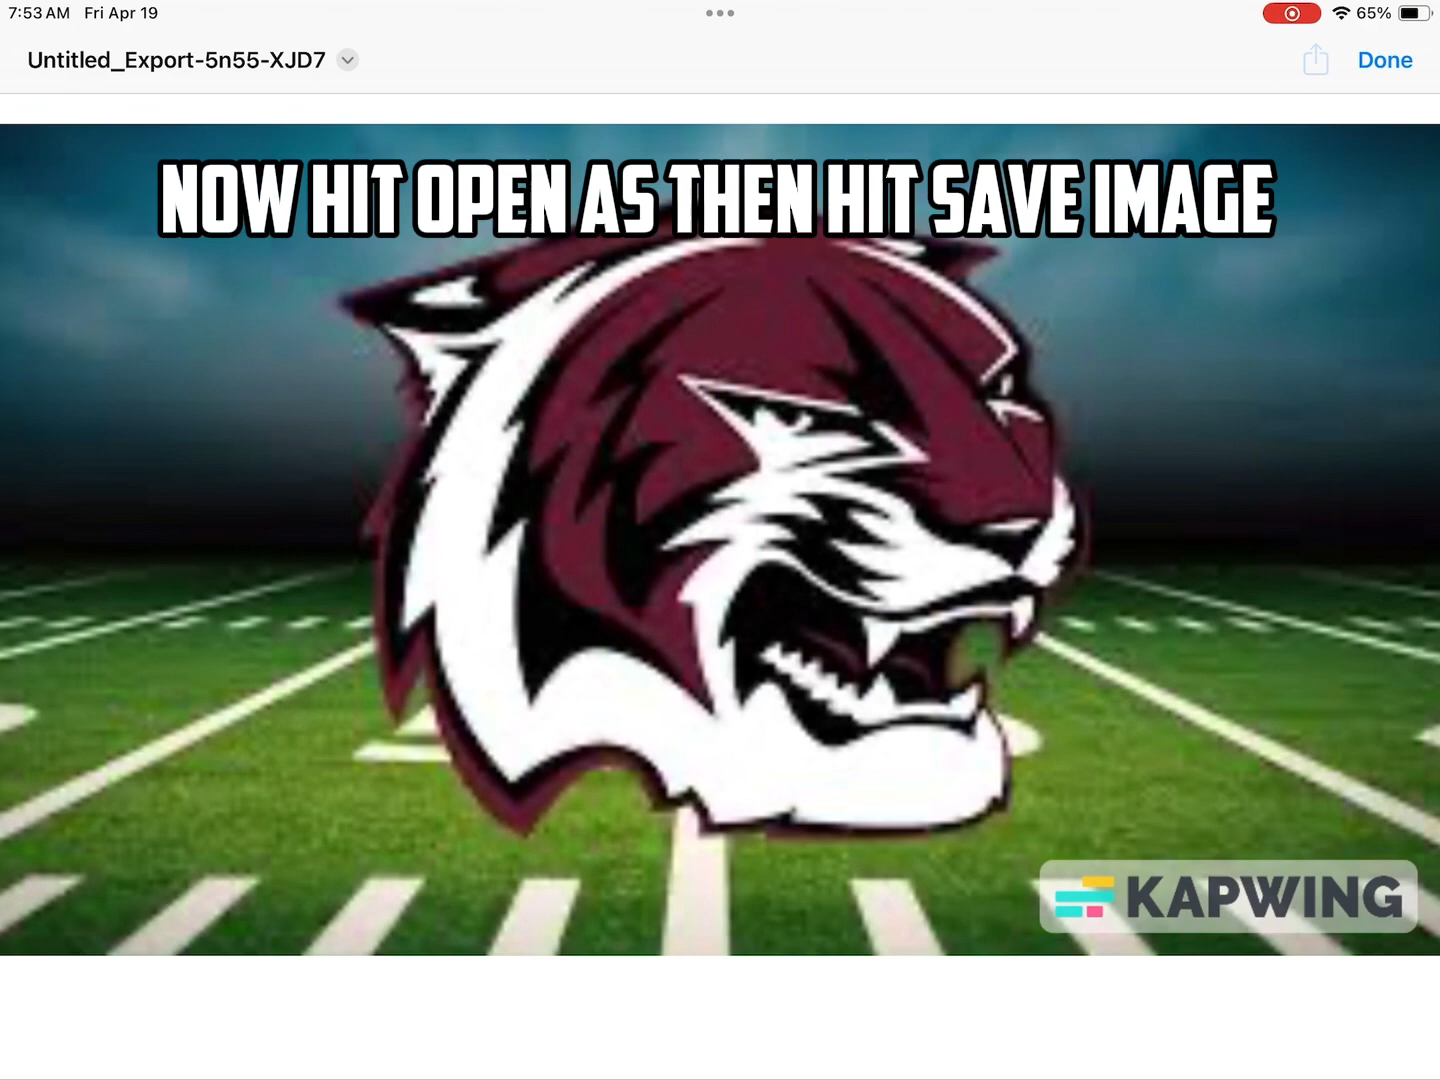 7:53 AM Fri Apr 19
65%
Untitled_Export-5n55-XJD7
Done
NOW HIT OPEN AS THEN HIT SAVE IMAGE
KAPWING